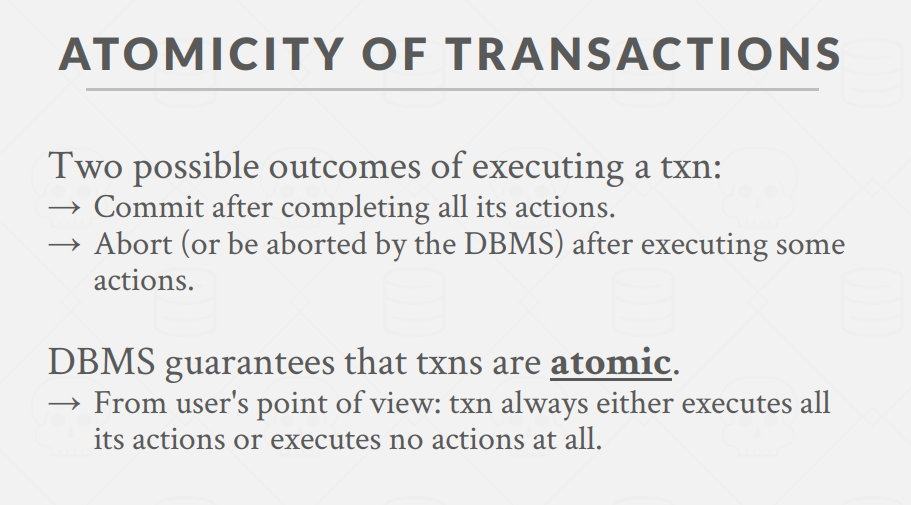 ATOMICITY OF TRANSACTIONS
Two possible outcomes of executing a txn:
→ Commit after completing all its actions.
→ Abort (or be aborted by the DBMS) after executing some
actions.
DBMS guarantees that txns are atomic.
→ From user's point of view: txn always either executes all
its actions or executes no actions at all.